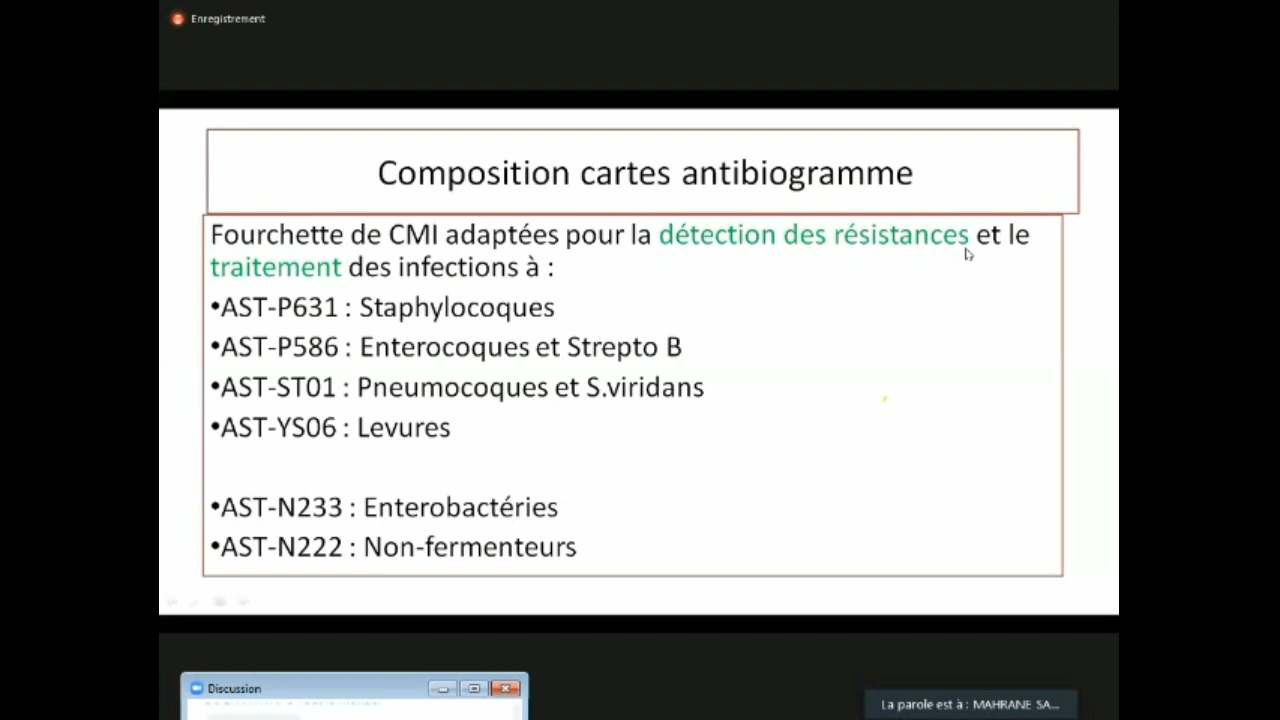 Enregistrement
Composition cartes antibiogramme
Fourchette de CMI adaptées pour la détection des résistances et le
traitement des infections à :
•AST-P631 : Staphylocoques
•AST-P586 : Enterocoques et Strepto B
•AST-ST01 : Pneumocoques et S.viridans
•AST-YS06 : Levures
•AST-N233 : Enterobactéries
•AST-N222 : Non-fermenteurs
Discussion
La parole est à : MAHRANE SA...